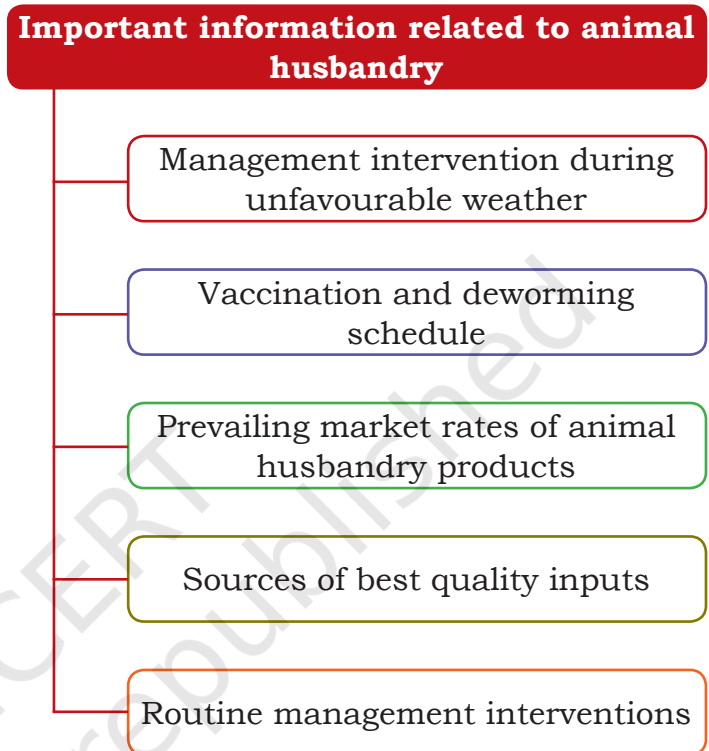 Important information related to animal
husbandry
Management intervention during
unfavourable weather
Vaccination and deworming
schedule
Prevailing market rates of animal
husbandry products
Sources of best quality inputs
Routine management interventions
republished